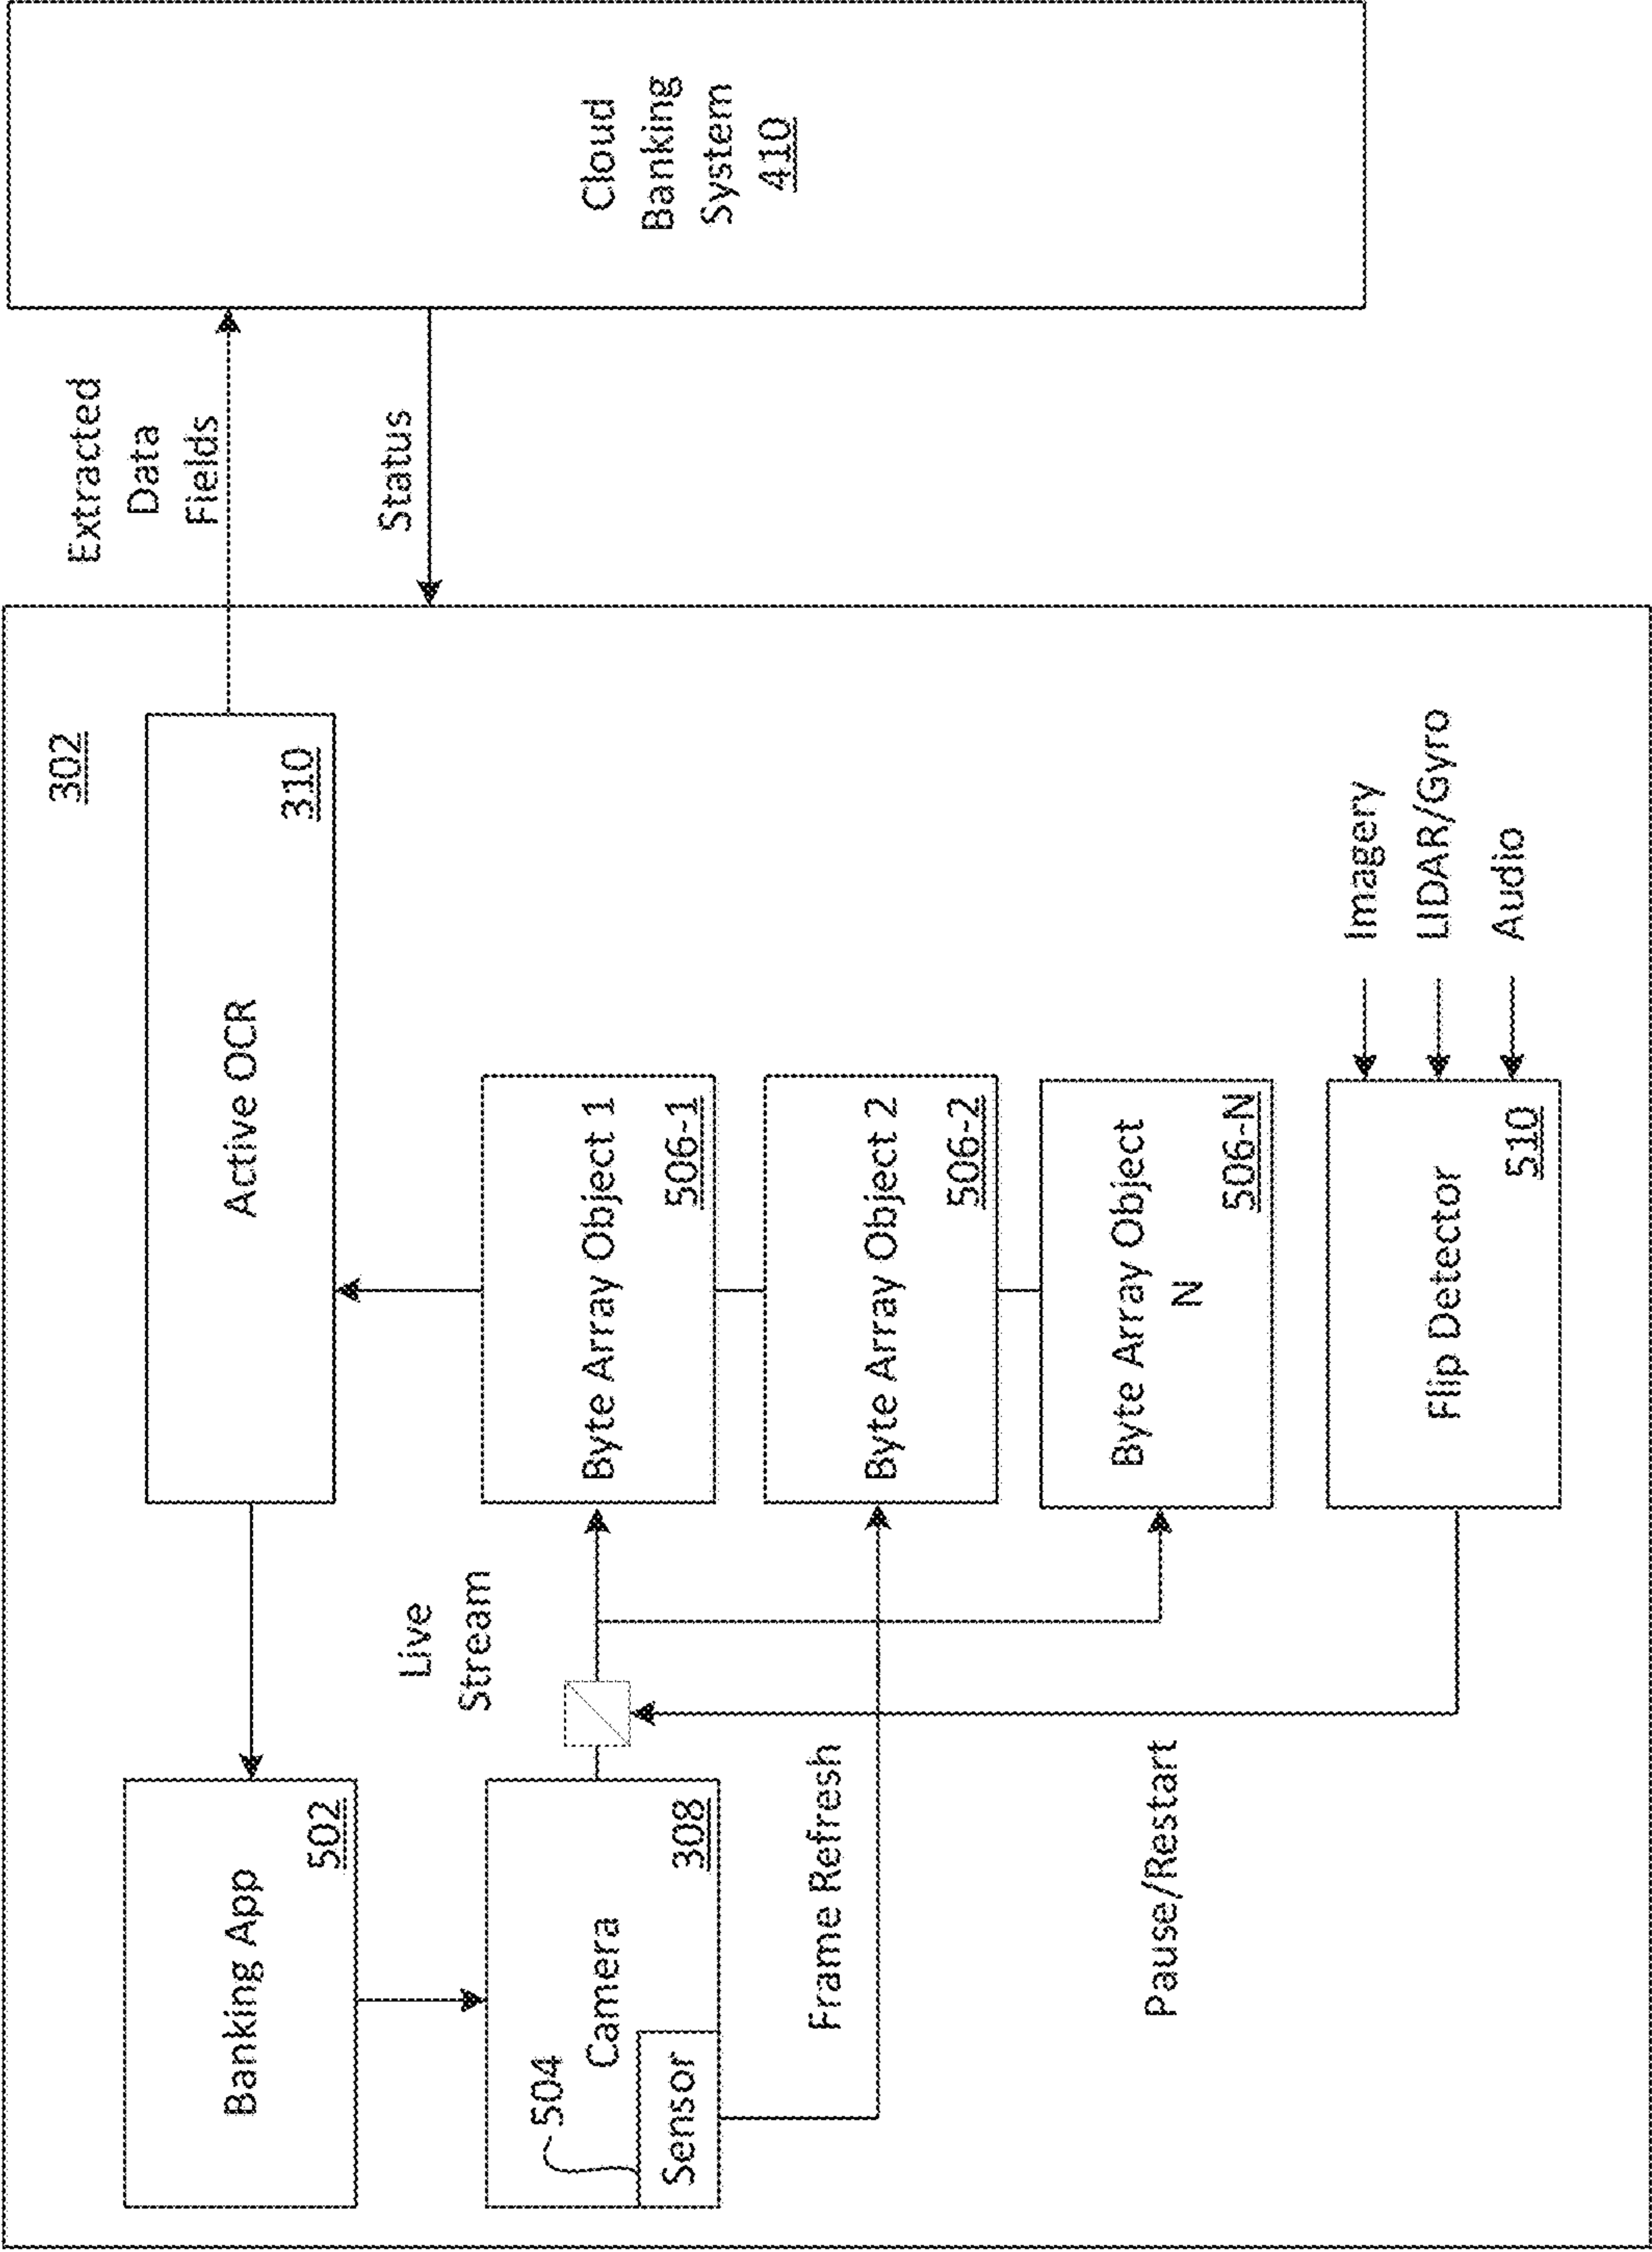 302
Banking App
502
Active OCR
310
Extracted
Data
Fields
Status
Cloud
Banking
System
410
Live
Stream
504
Camera
308
Sensor
Byte Array Object 1
506-1
Frame Refresh
Byte Array Object 2
506-2
Byte Array Object
N
506-N
Pause/Restart
Flip Detector
510
Imagery
LIDAR/Gyro
Audio